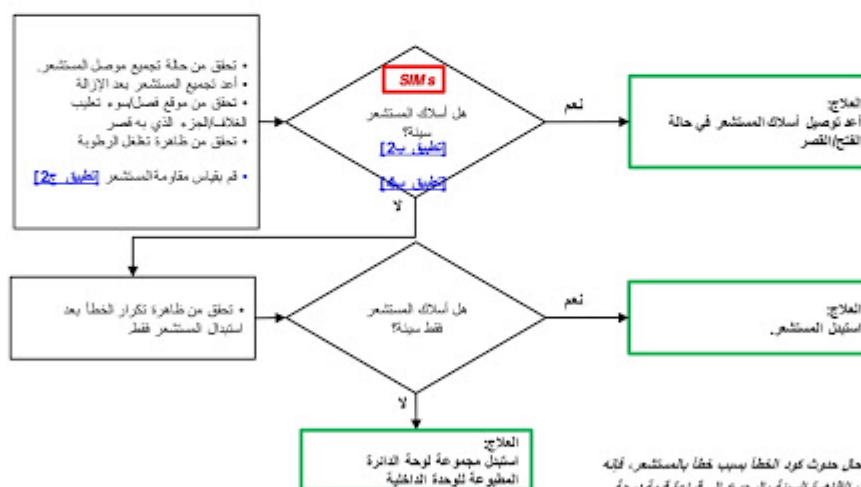 • تحقق من حالة تجميع موصل المستشعر.
• أعد تجميع المستشعر بعد الإزالة
• تحقق من موقع فصل/سوء تعليب
الغلاف/الجزء الذي به قصر
• تحقق من ظاهرة تغلغل الرطوبة
• قم بقياس مقاومة المستشعر [تطبيق ج2]
SIMs
هل أسلاك المستشعر
سيئة؟
[تطبيق ب2]
[تطبيق ب4]
نعم
العلاج:
أعد توصيل أسلاك المستشعر في حالة
الفتح/القصر
لا
• تحقق من ظاهرة تكرار الخطأ بعد
استبدال المستشعر فقط
هل أسلاك المستشعر
فقط سيئة؟
نعم
العلاج:
استبدل المستشعر.
لا
العلاج:
استبدل مجموعة لوحة الدائرة
المطبوعة للوحدة الداخلية
حال حدوث كود الخطأ بسبب خطأ بالمستشعر، فإنه